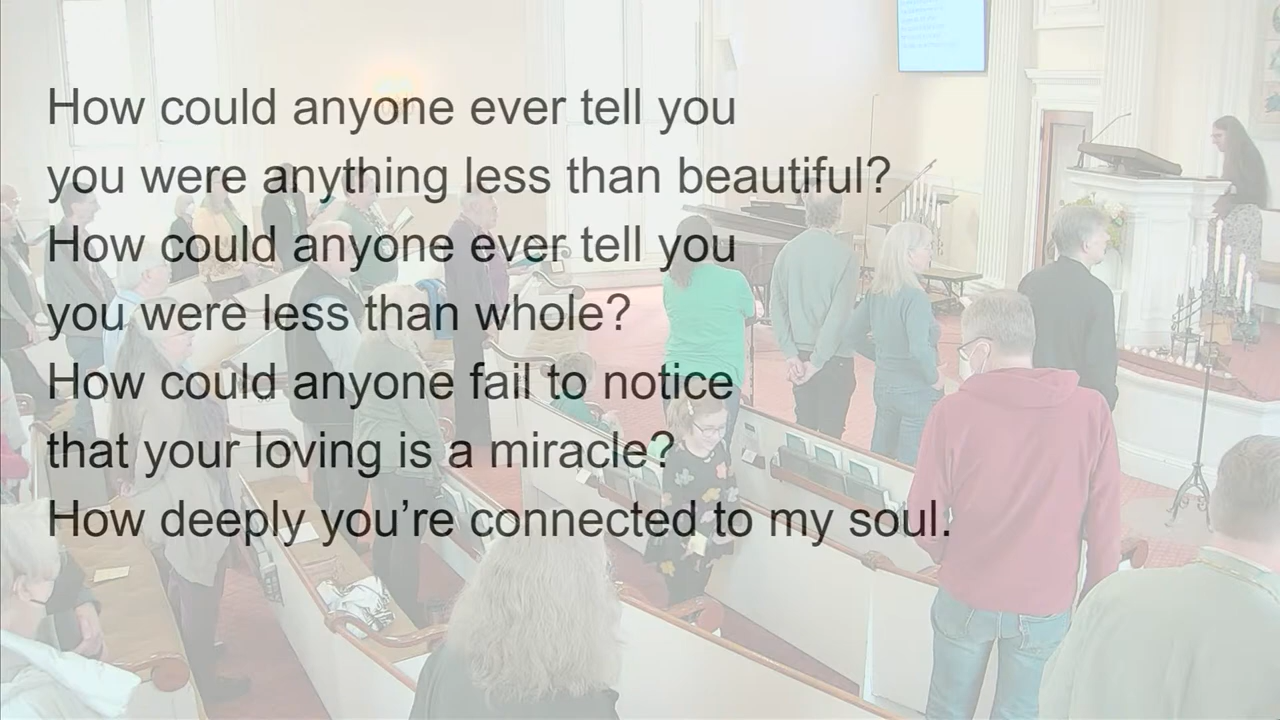 How could anyone ever tell you
you were anything less than beautiful?
How could anyone ever tell you
you were less than whole?
How could anyone fail to notice
that your loving is a miracle?
How deeply you’re connected to my soul.